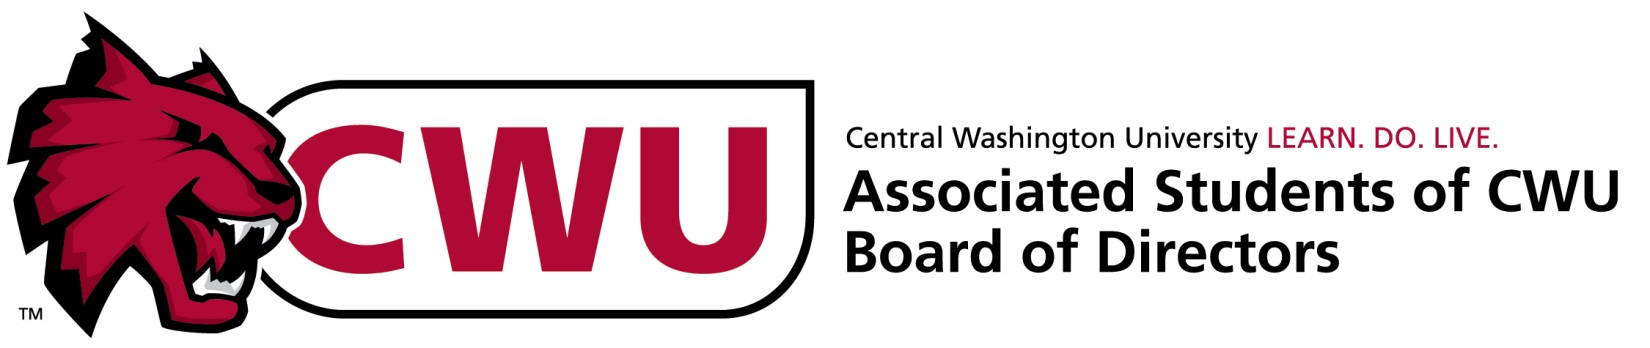 CWU
Central Washington University LEARN. DO. LIVE.
Associated Students of CWU
Board of Directors
TM